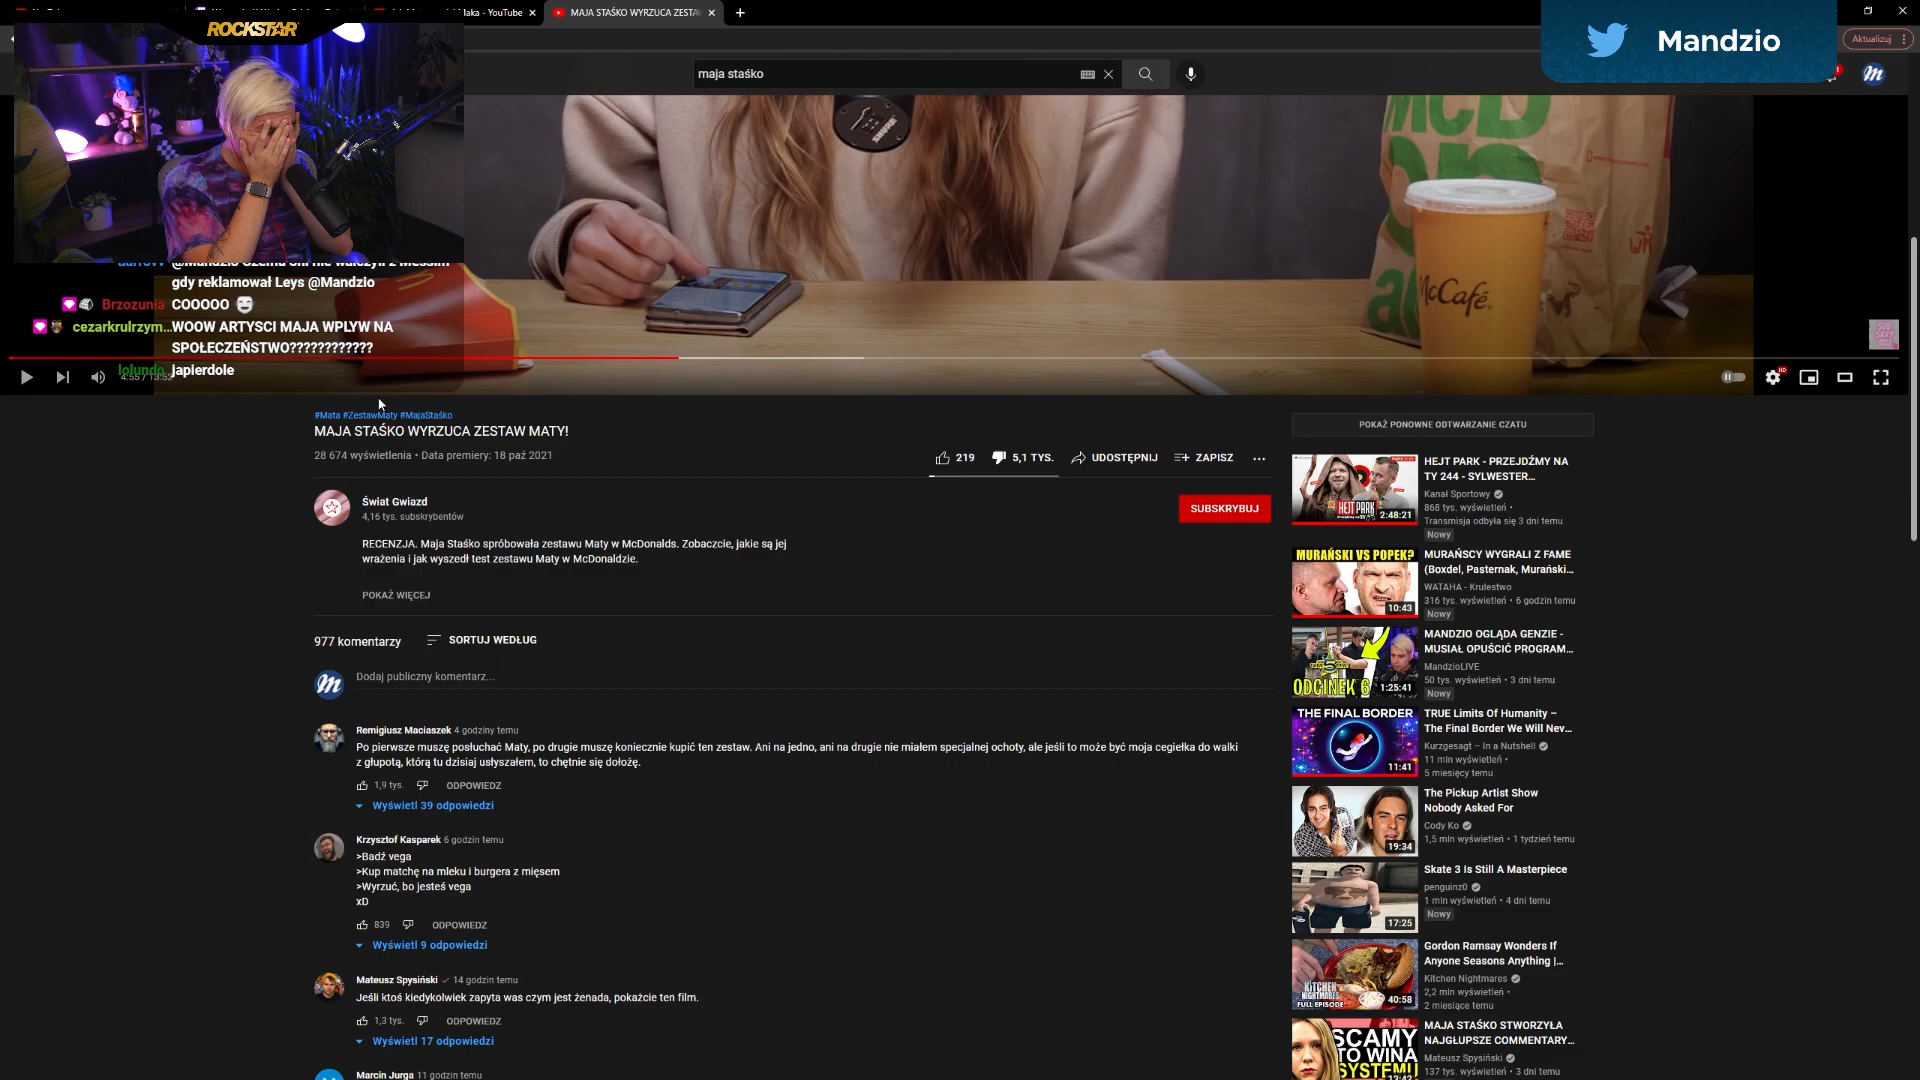 Maka - YouTube
MAJA STAŚKO WYRZUCA ZESTA
ROCKSTAR
Mandzio
Aktualizuj
maja staśko
SHURE
McCafé
gdy reklamował Leys @Mandzio
Brzozunia COOOOO
cezarkrulrzym... WOOW ARTYSCI MAJA WPLYW NA
SPOŁECZEŃSTWO????????????
lolundo japierdole
4:55 / 13:52
HD
#Mata #ZestawMaty #MajaStaśko
MAJA STAŚKO WYRZUCA ZESTAW MATY!
28 674 wyświetlenia • Data premiery: 18 paź 2021
219
5,1 TYS.
UDOSTĘPNIJ
ZAPISZ
Świat Gwiazd
4,16 tys. subskrybentów
SUBSKRYBUJ
RECENZJA. Maja Staśko spróbowała zestawu Maty w McDonalds. Zobaczcie, jakie są jej
wrażenia i jak wyszedł test zestawu Maty w McDonaldzie.
POKAŻ WIĘCEJ
977 komentarzy
SORTUJ WEDŁUG
Dodaj publiczny komentarz...
Remigiusz Maciaszek 4 godziny temu
Po pierwsze muszę posłuchać Maty, po drugie muszę koniecznie kupić ten zestaw. Ani na jedno, ani na drugie nie miałem specjalnej ochoty, ale jeśli to może być moja cegiełka do walki
z głupotą, którą tu dzisiaj usłyszałem, to chętnie się dołożę.
1,9 tys.
ODPOWIEDZ
Wyświetl 39 odpowiedzi
Krzysztof Kasparek 6 godzin temu
>Badź vega
>Kup matchę na mleku i burgera z mięsem
>Wyrzuć, bo jesteś vega
xD
839
ODPOWIEDZ
Wyświetl 9 odpowiedzi
Mateusz Spysiński 14 godzin temu
Jeśli ktoś kiedykolwiek zapyta was czym jest żenada, pokażcie ten film.
1,3 tys.
ODPOWIEDZ
Wyświetl 17 odpowiedzi
Marcin Jurga 11 godzin temu
POKAŻ PONOWNE ODTWARZANIE CZATU
HEJT PARK
2:48:21
HEJT PARK - PRZEJDŹMY NA
TY 244 - SYLWESTER...
Kanał Sportowy
868 tys. wyświetleń •
Transmisja odbyła się 3 dni temu
Nowy
MURAŃSKI VS POPEK?
10:43
MURAŃSCY WYGRALI Z FAME
(Boxdel, Pasternak, Murański...
WATAHA - Krulestwo
316 tys. wyświetleń • 6 godzin temu
Nowy
ODCINEK 6
1:25:41
MANDZIO OGLĄDA GENZIE -
MUSIAŁ OPUŚCIĆ PROGRAM...
MandzioLIVE
50 tys. wyświetleń • 3 dni temu
Nowy
THE FINAL BORDER
11:41
TRUE Limits Of Humanity –
The Final Border We Will Nev...
Kurzgesagt – In a Nutshell
11 mln wyświetleń •
5 miesięcy temu
19:34
The Pickup Artist Show
Nobody Asked For
Cody Ko
1,5 mln wyświetleń • 1 tydzień temu
17:25
Skate 3 Is Still A Masterpiece
penguinz0
1 mln wyświetleń • 4 dni temu
Nowy
KITCHEN
NIGHTMARES
FULL EPISODE
40:58
Gordon Ramsay Wonders If
Anyone Seasons Anything |...
Kitchen Nightmares
2,2 mln wyświetleń •
2 miesiące temu
SCAMY
TO WINA
SYSTEMU
13:42
MAJA STAŚKO STWORZYŁA
NAJGŁUPSZE COMMENTARY...
Mateusz Spysiński
137 tys. wyświetleń • 3 dni temu